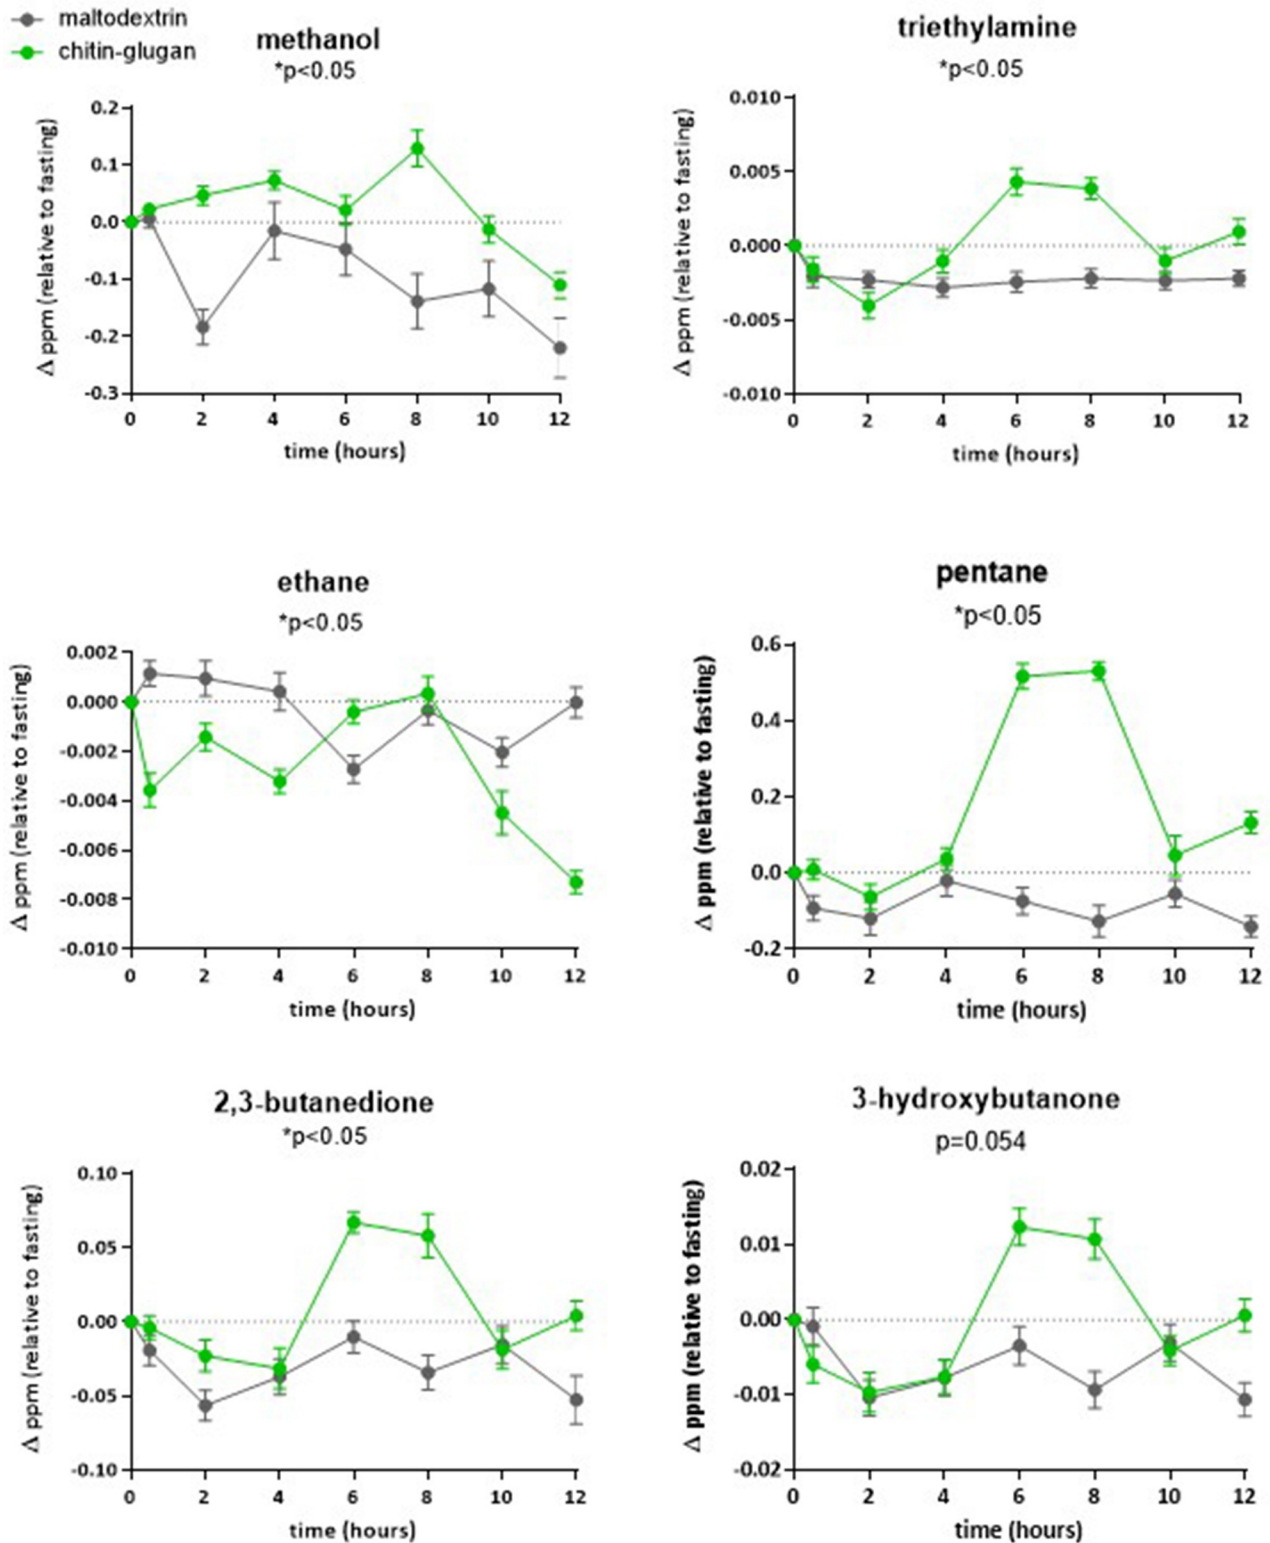 maltodextrin
chitin-glugan
methanol
*p<0.05
Δ ppm (relative to fasting)
0.2
0.1
0.0
-0.1
-0.2
-0.3
0 2 4 6 8 10 12
time (hours)
triethylamine
*p<0.05
Δ ppm (relative to fasting)
0.010
0.005
0.000
-0.005
-0.010
0 2 4 6 8 10 12
time (hours)
ethane
*p<0.05
Δ ppm (relative to fasting)
0.002
0.000
-0.002
-0.004
-0.006
-0.008
-0.010
0 2 4 6 8 10 12
time (hours)
pentane
*p<0.05
Δ ppm (relative to fasting)
0.6
0.4
0.2
0.0
-0.2
0 2 4 6 8 10 12
time (hours)
2,3-butanedione
*p<0.05
Δ ppm (relative to fasting)
0.10
0.05
0.00
-0.05
-0.10
0 2 4 6 8 10 12
time (hours)
3-hydroxybutanone
p=0.054
Δ ppm (relative to fasting)
0.02
0.01
0.00
-0.01
-0.02
0 2 4 6 8 10 12
time (hours)